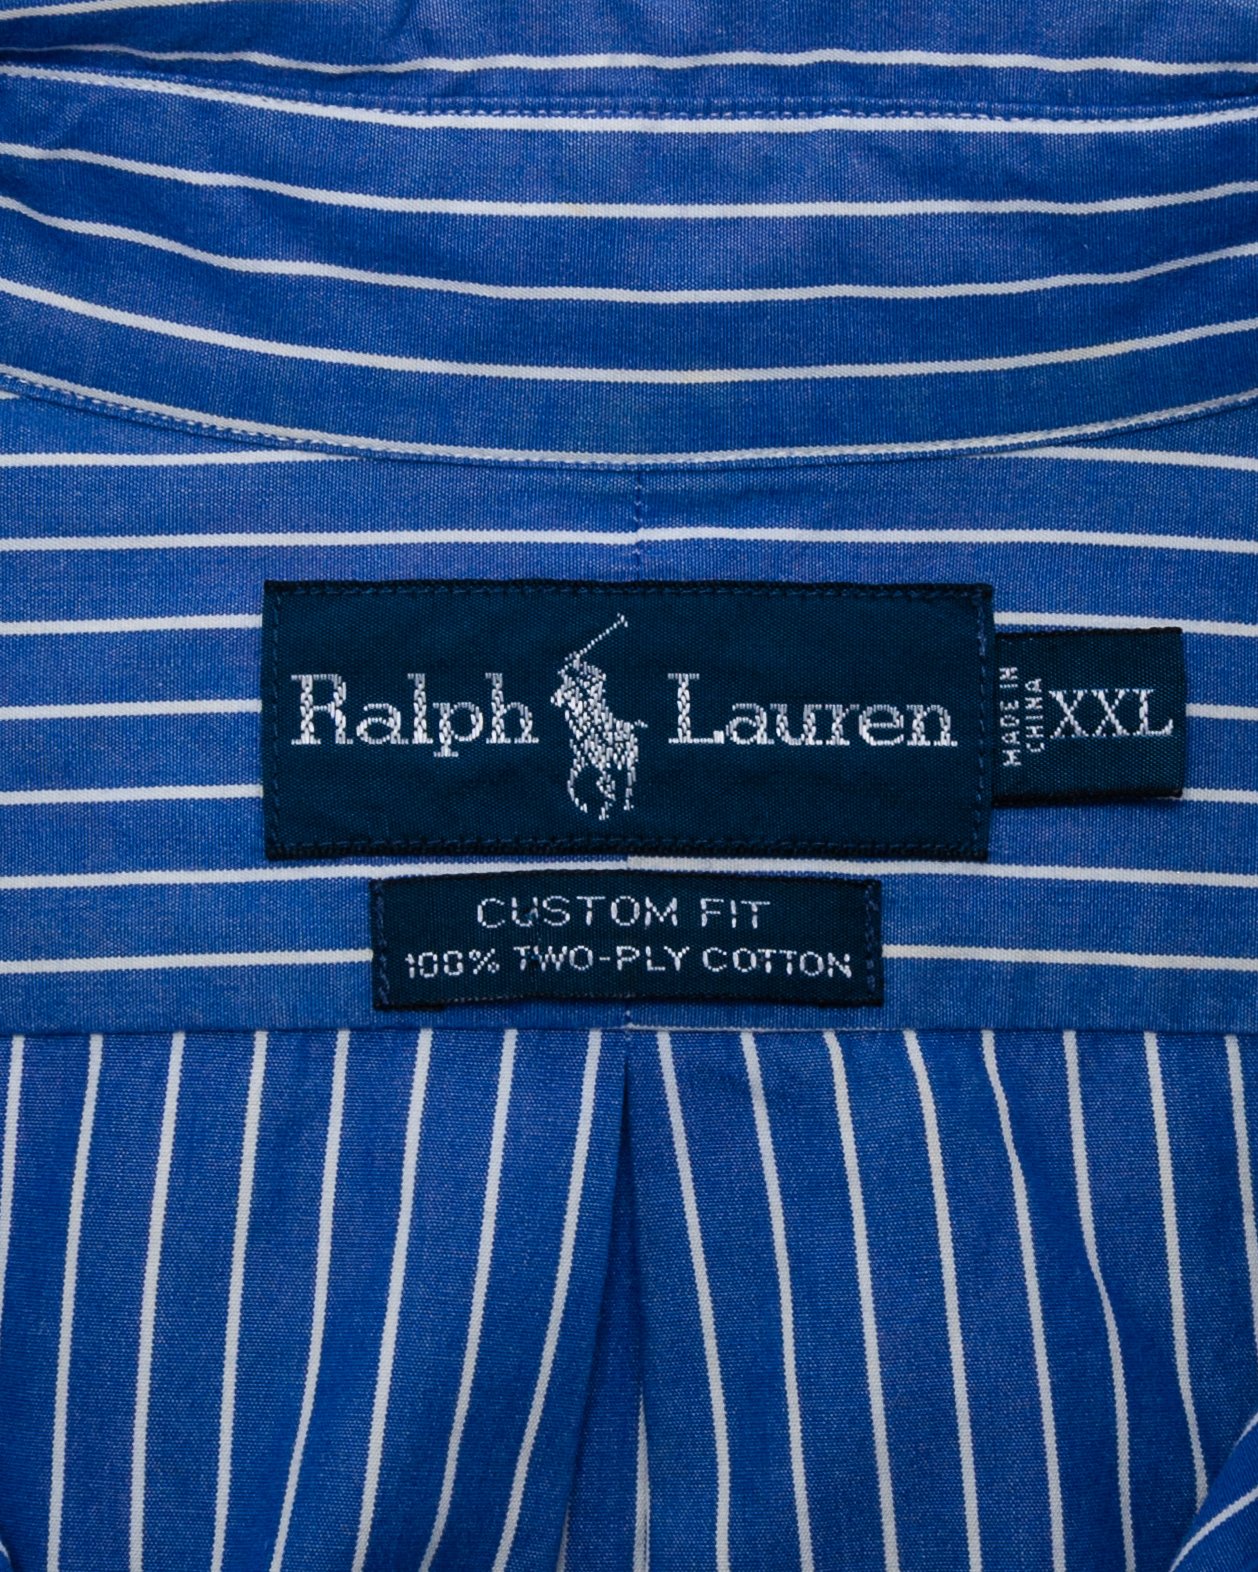 Ralph Lauren
MADE IN
CHINA
XXL
CUSTOM FIT
100% TWO-PLY COTTON